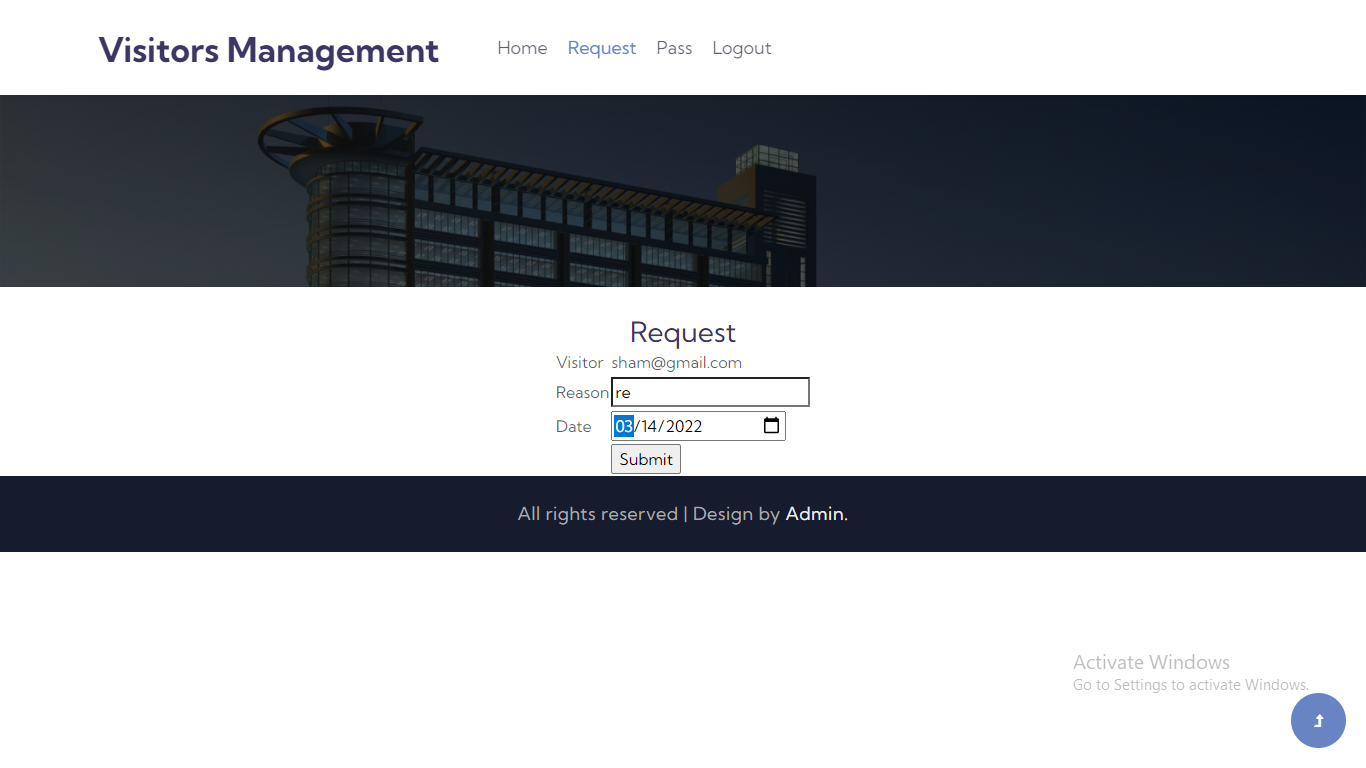 Visitors Management
Home Request Pass Logout
Request
Visitor sham@gmail.com
Reason re
Date 03/14/2022
Submit
All rights reserved | Design by Admin.
Activate Windows
Go to Settings to activate Windows.